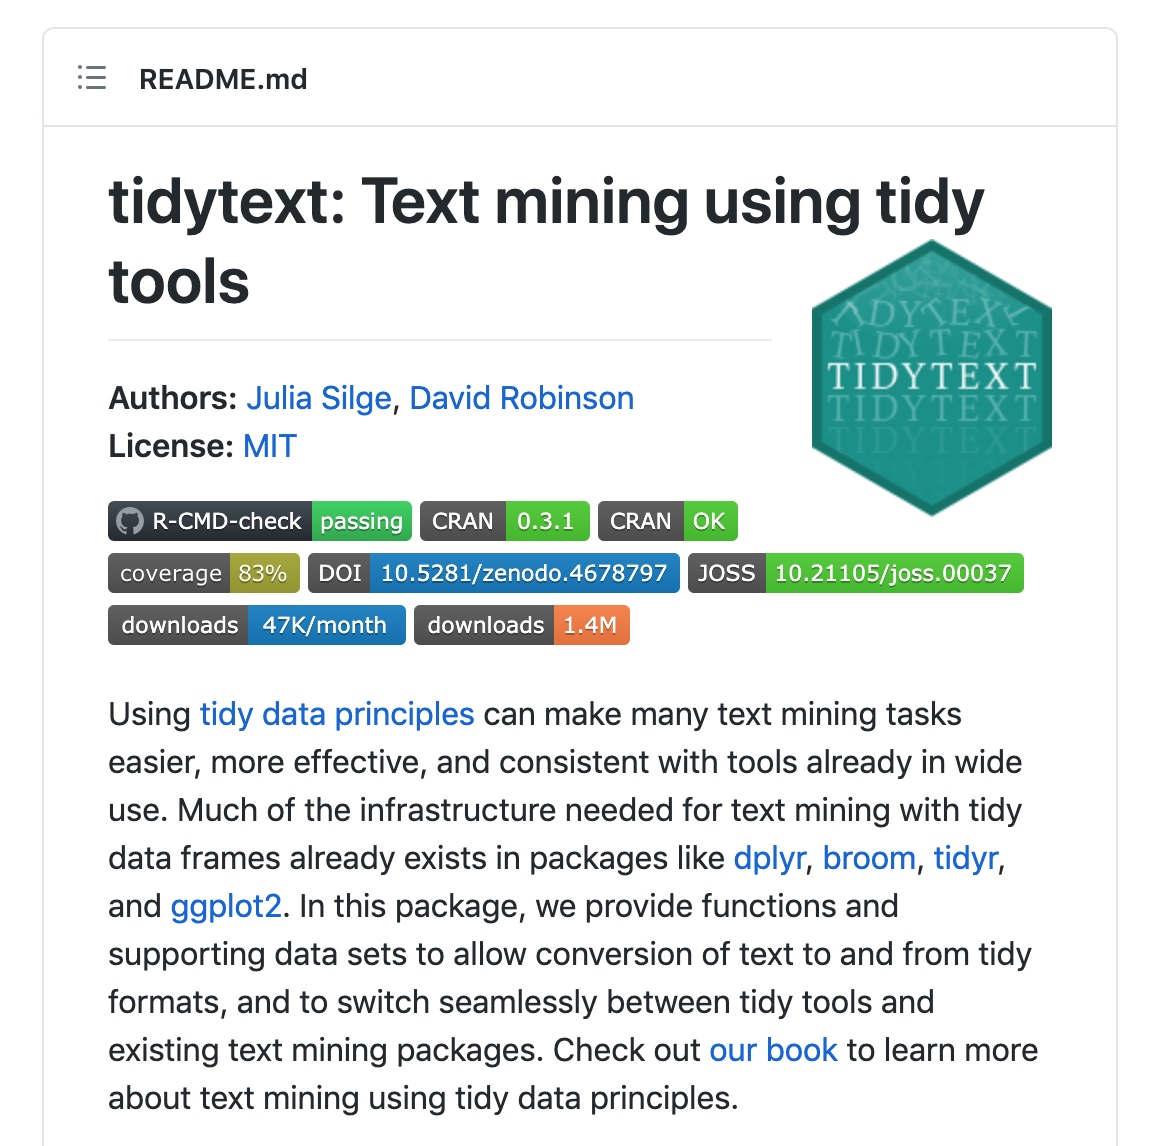 README.md
tidytext: Text mining using tidy
tools
TIDYTEXT
TIDYTEXT
TIDYTEXT
TIDYTEXT
TIDYTEXT
Authors: Julia Silge, David Robinson
License: MIT
R-CMD-check passing CRAN 0.3.1 CRAN OK
coverage 83% DOI 10.5281/zenodo.4678797 JOSS 10.21105/joss.00037
downloads 47K/month downloads 1.4M
Using tidy data principles can make many text mining tasks
easier, more effective, and consistent with tools already in wide
use. Much of the infrastructure needed for text mining with tidy
data frames already exists in packages like dplyr, broom, tidyr,
and ggplot2. In this package, we provide functions and
supporting data sets to allow conversion of text to and from tidy
formats, and to switch seamlessly between tidy tools and
existing text mining packages. Check out our book to learn more
about text mining using tidy data principles.